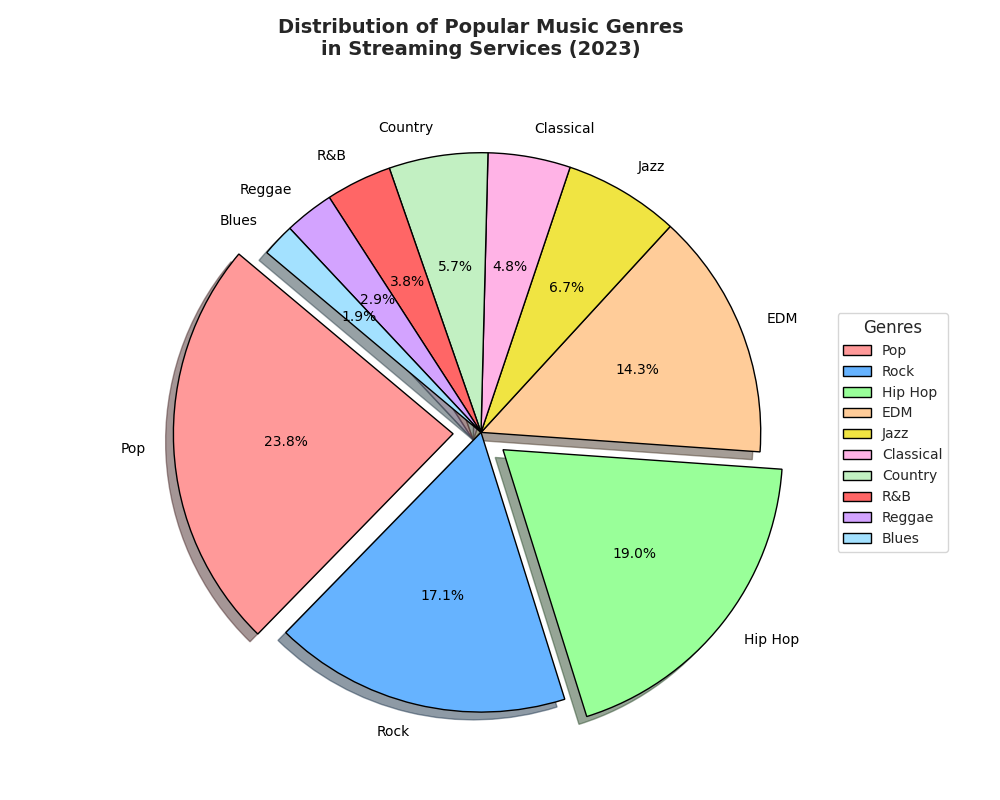 Distribution of Popular Music Genres
in Streaming Services (2023)
Country
Classical
R&B
Jazz
Reggae
Blues
EDM
Pop
Hip Hop
Rock
5.7%
4.8%
3.8%
6.7%
2.9%
1.9%
14.3%
23.8%
19.0%
17.1%
Genres
Pop
Rock
Hip Hop
EDM
Jazz
Classical
Country
R&B
Reggae
Blues